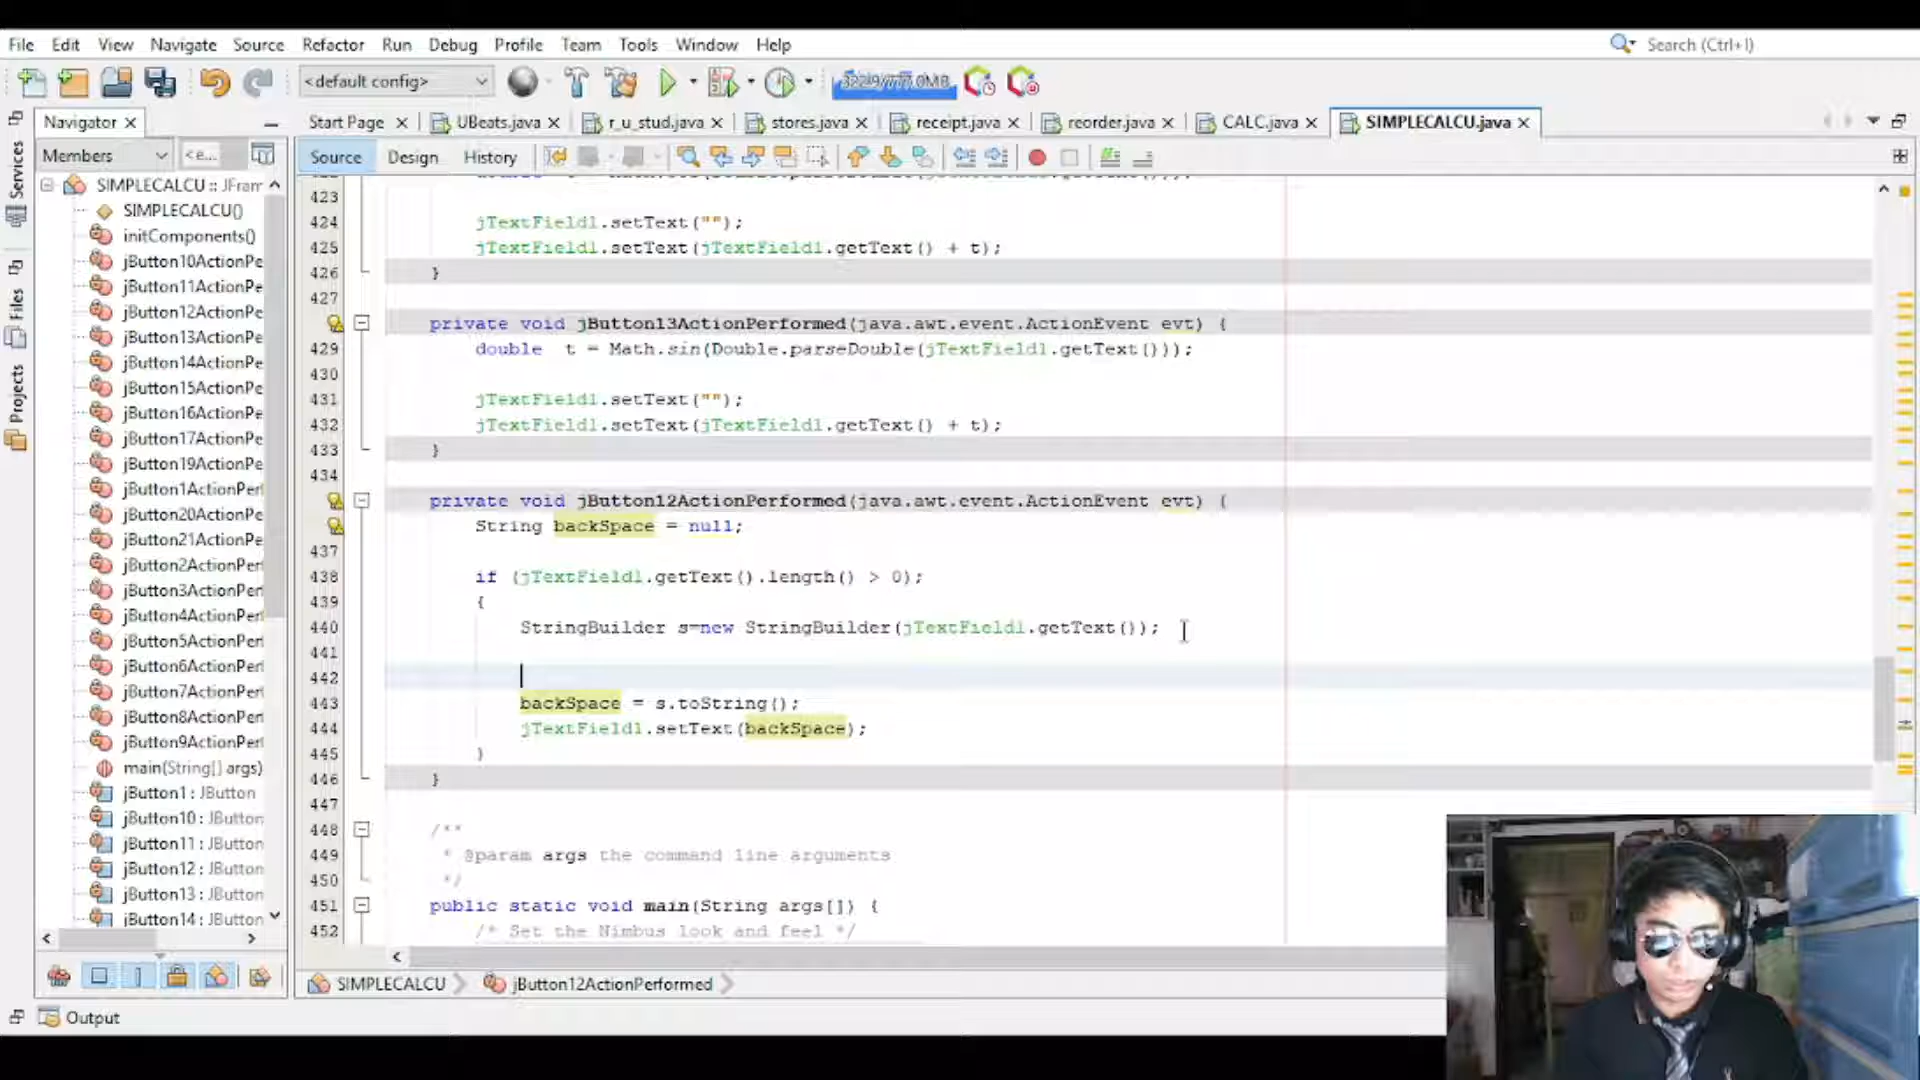 File Edit View Navigate Source Refactor Run Debug Profile Team Tools Window Help
Search (Ctrl+I)
<default config>
Navigator
Start Page
UBeats.java
r_u_stud.java
stores.java
receipt.java
reorder.java
CALC.java
SIMPLECALCU.java
Members
<e...
Source Design History
Services
Files
Projects
SIMPLECALCU :: JFram
SIMPLECALCU()
initComponents()
jButton10ActionPe
jButton11ActionPe
jButton12ActionPe
jButton13ActionPe
jButton14ActionPe
jButton15ActionPe
jButton16ActionPe
jButton17ActionPe
jButton19ActionPe
jButton1ActionPer
jButton20ActionPe
jButton21ActionPe
jButton2ActionPer
jButton3ActionPer
jButton4ActionPer
jButton5ActionPer
jButton6ActionPer
jButton7ActionPer
jButton8ActionPer
jButton9ActionPer
main(String[] args)
jButton1 : JButton
jButton10 : JButton
jButton11 : JButton
jButton12 : JButton
jButton13 : JButton
jButton14 : JButton
423
424 jTextField1.setText("");
425 jTextField1.setText(jTextField1.getText() + t);
426 }
427
private void jButton13ActionPerformed(java.awt.event.ActionEvent evt) {
429 double t = Math.sin(Double.parseDouble(jTextField1.getText()));
430
431 jTextField1.setText("");
432 jTextField1.setText(jTextField1.getText() + t);
433 }
434
private void jButton12ActionPerformed(java.awt.event.ActionEvent evt) {
String backSpace = null;
437
438 if (jTextField1.getText().length() > 0);
439 {
440 StringBuilder s=new StringBuilder(jTextField1.getText());
441
442
443 backSpace = s.toString();
444 jTextField1.setText(backSpace);
445 }
446 }
447
448 /**
449 * @param args the command line arguments
450 */
451 public static void main(String args[]) {
452 /* Set the Nimbus look and feel */
SIMPLECALCU
jButton12ActionPerformed
Output